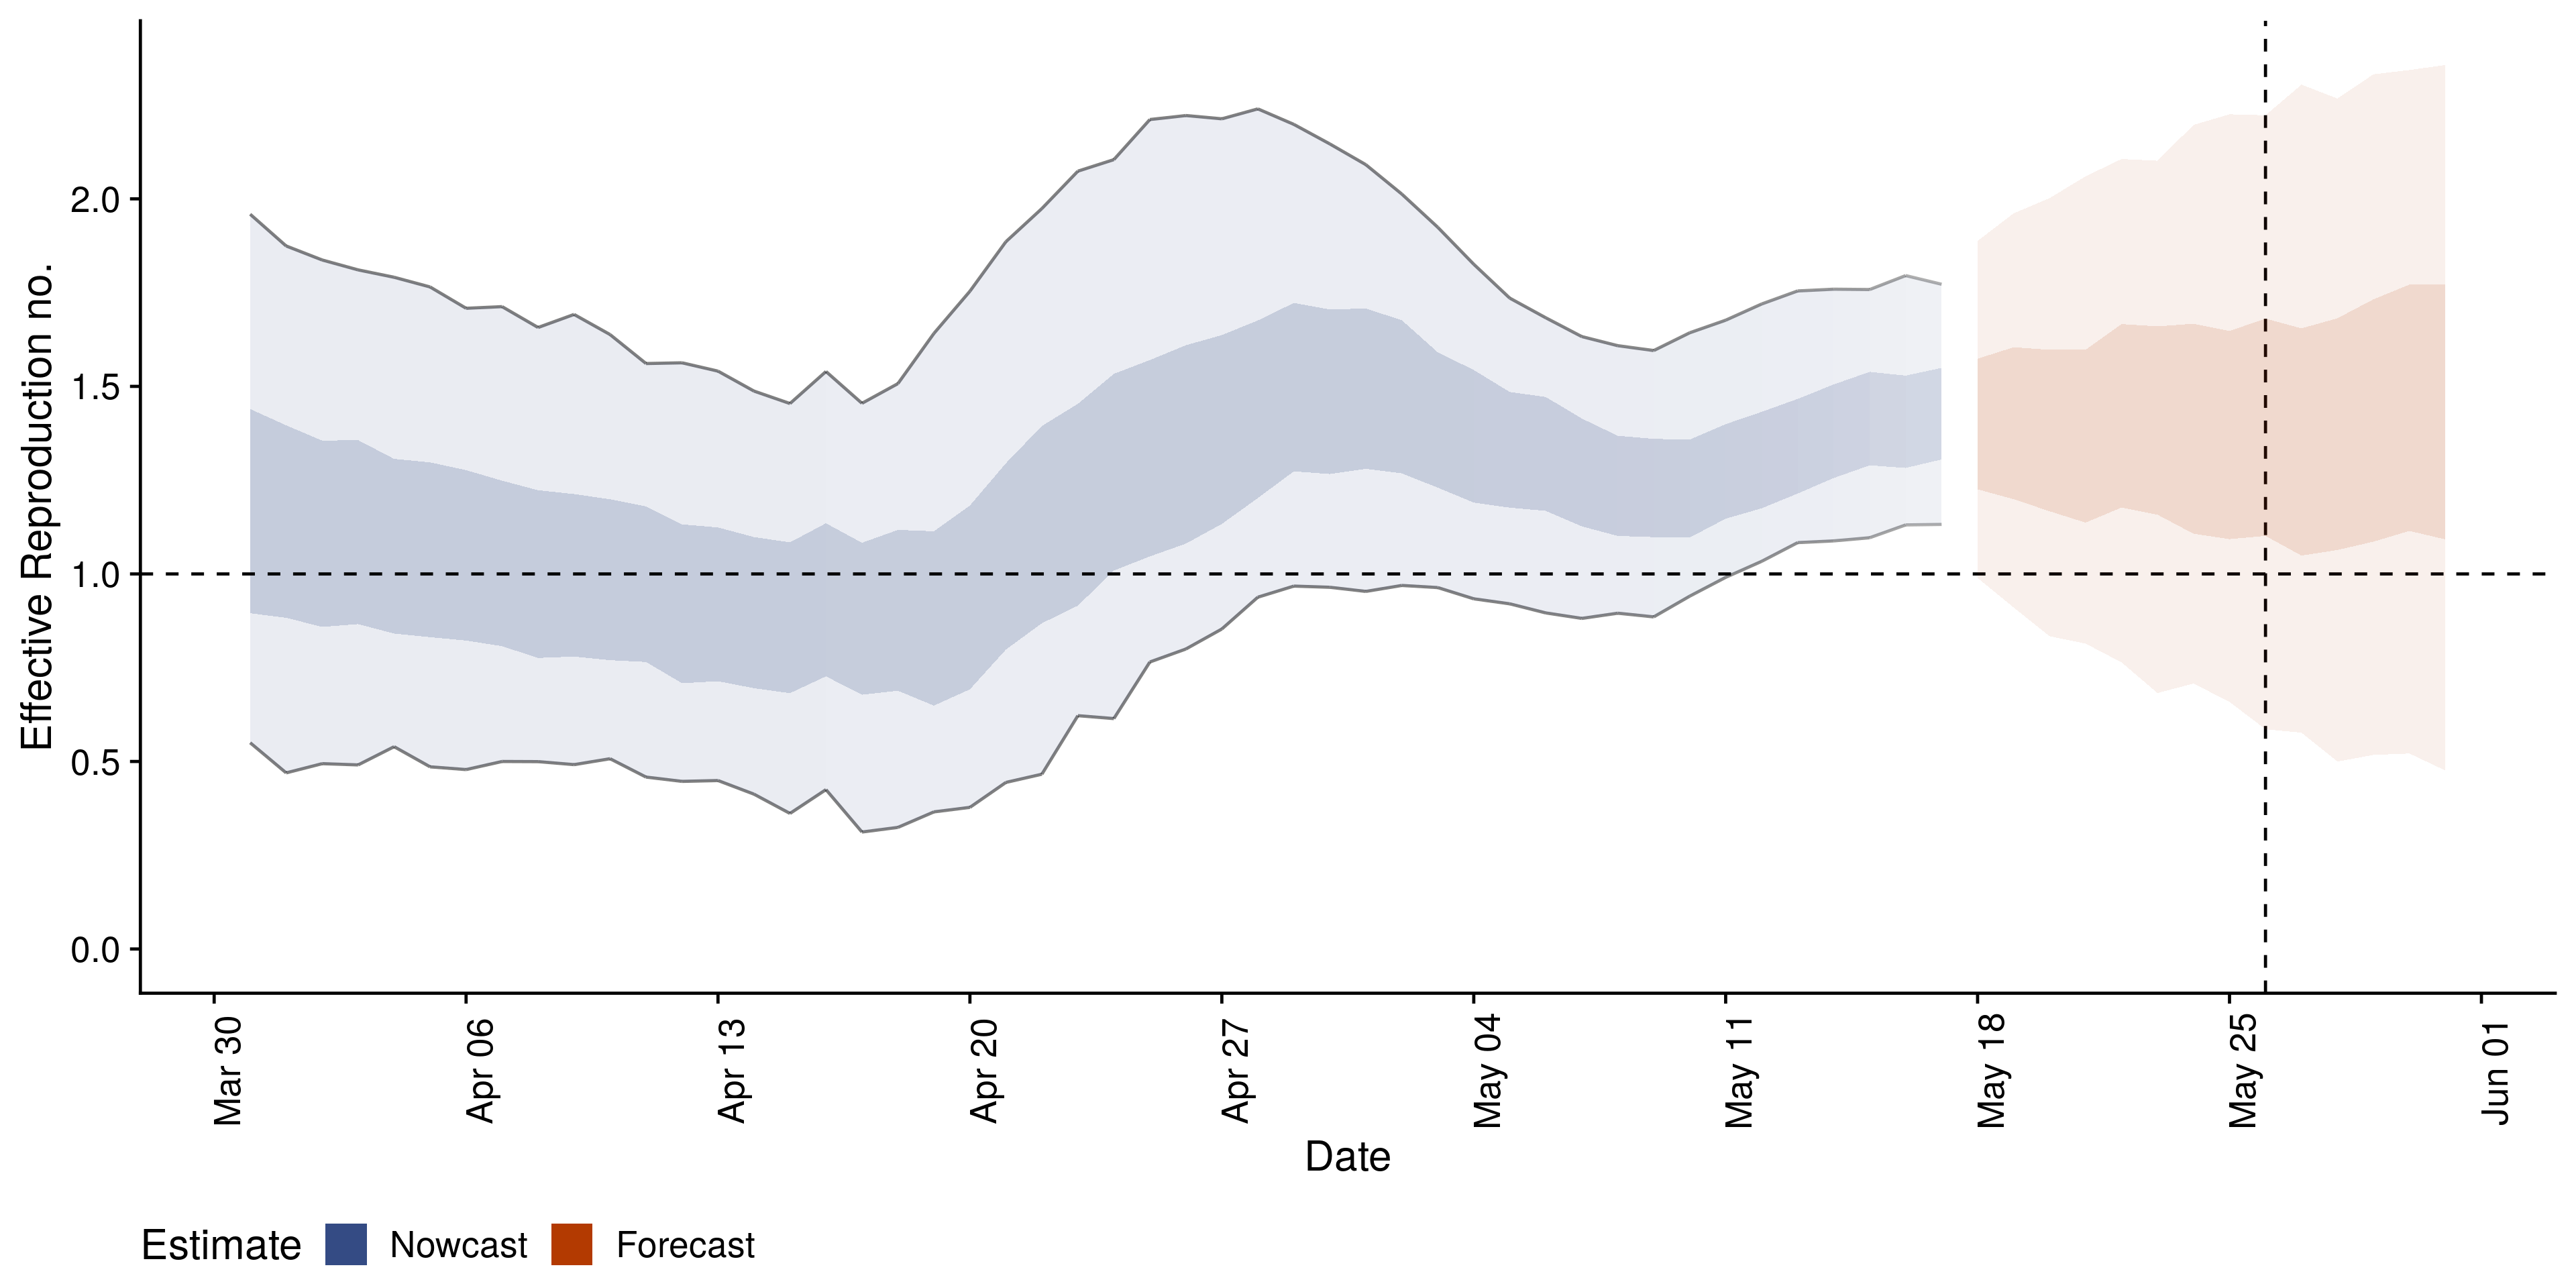 Effective Reproduction no.
2.0
1.5
1.0
0.5
0.0
Mar 30
Apr 06
Apr 13
Apr 20
Apr 27
May 04
May 11
May 18
May 25
Jun 01
Date
Estimate Nowcast Forecast